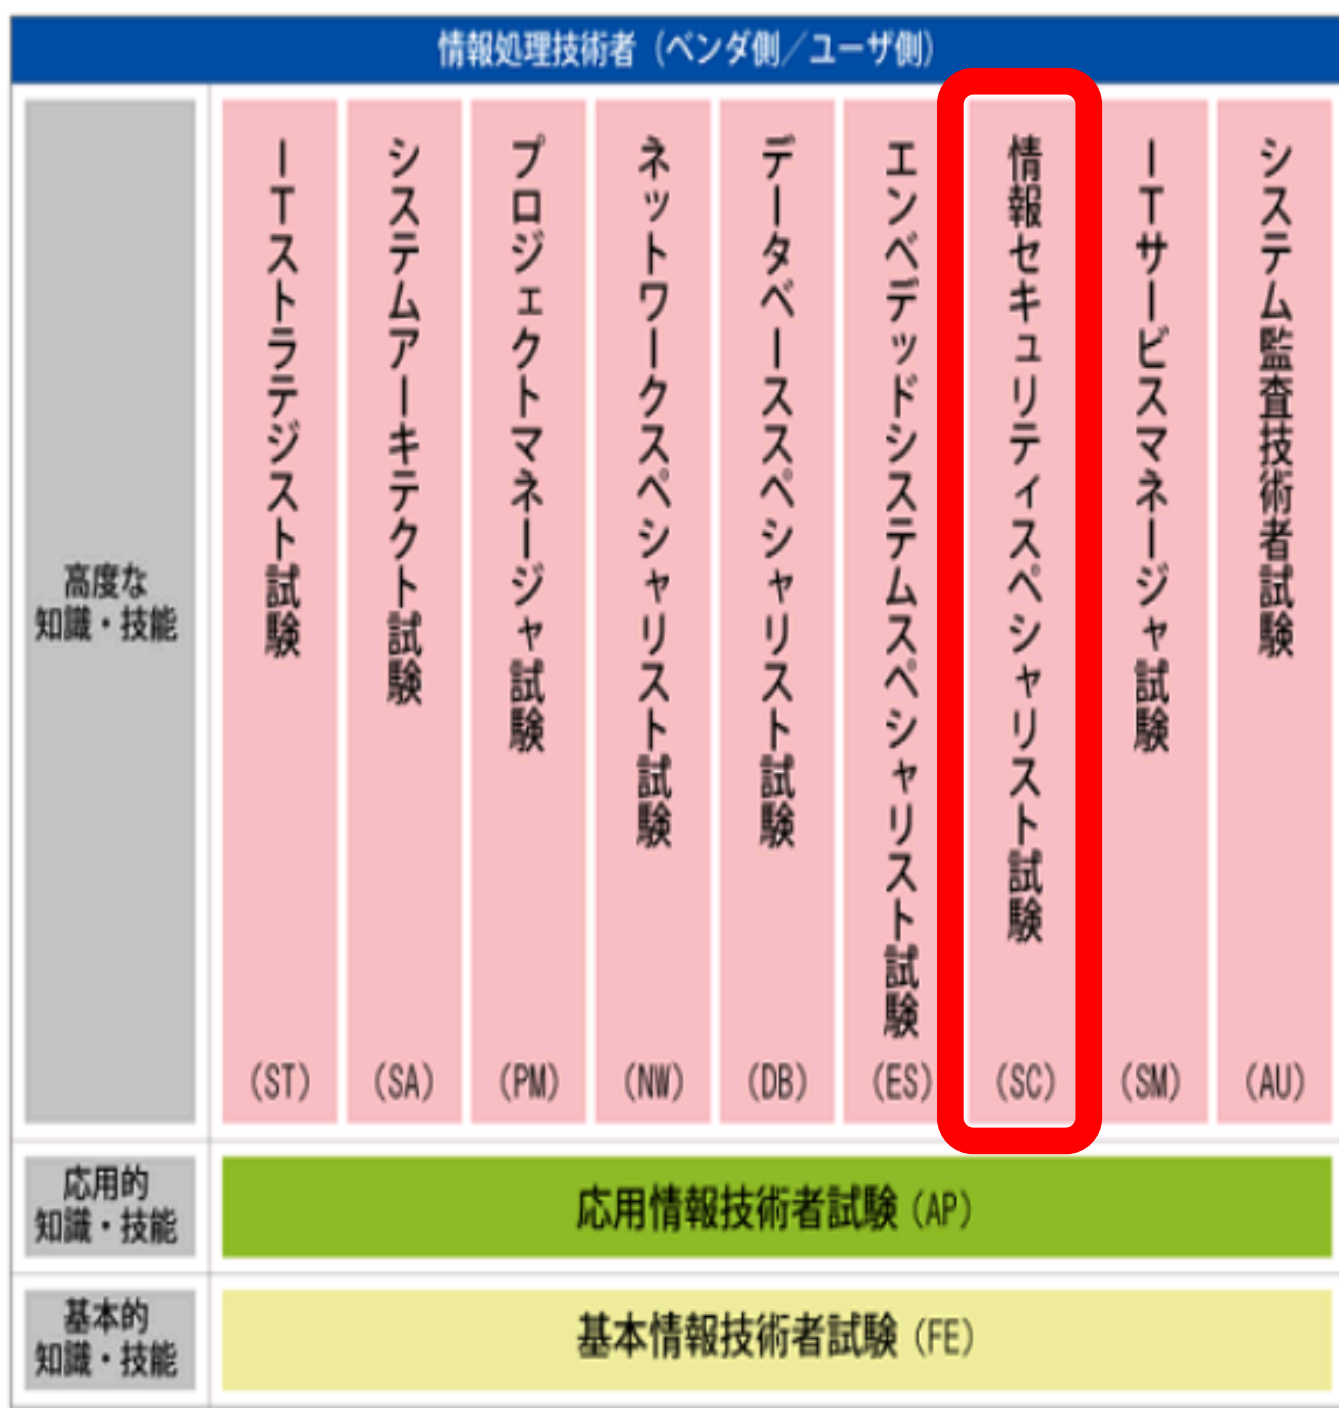 情報処理技術者（ベンダ側／ユーザ側）
高度な
知識・技能
ITストラテジスト試験
（ST）
システムアーキテクト試験
（SA）
プロジェクトマネージャ試験
（PM）
ネットワークスペシャリスト試験
（NW）
データベーススペシャリスト試験
（DB）
エンベデッドシステムスペシャリスト試験
（ES）
情報セキュリティスペシャリスト試験
（SC）
ITサービスマネージャ試験
（SM）
システム監査技術者試験
（AU）
応用的
知識・技能
応用情報技術者試験（AP）
基本的
知識・技能
基本情報技術者試験（FE）